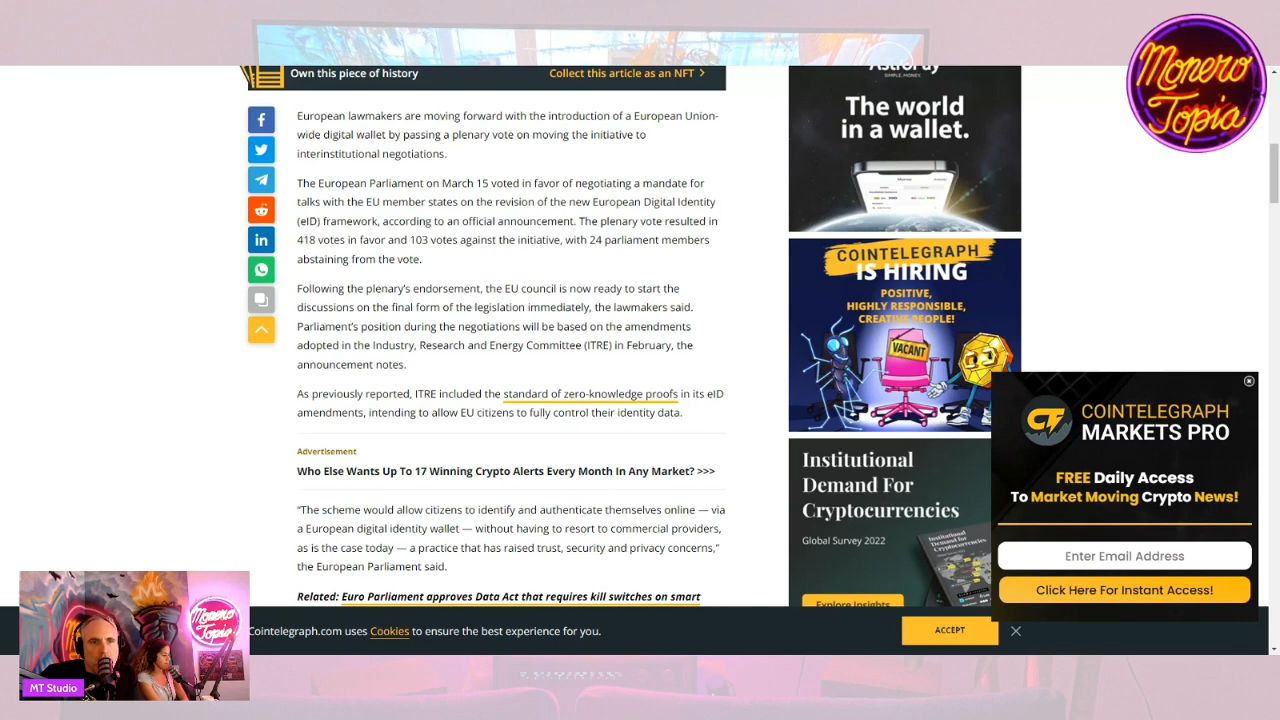 Monero
Topia
Own this piece of history
Collect this article as an NFT
European lawmakers are moving forward with the introduction of a European Union-
wide digital wallet by passing a plenary vote on moving the initiative to
interinstitutional negotiations.
The European Parliament on March 15 voted in favor of negotiating a mandate for
talks with the EU member states on the revision of the new European Digital Identity
(eID) framework, according to an official announcement. The plenary vote resulted in
418 votes in favor and 103 votes against the initiative, with 24 parliament members
abstaining from the vote.
Following the plenary's endorsement, the EU council is now ready to start the
discussions on the final form of the legislation immediately, the lawmakers said.
Parliament's position during the negotiations will be based on the amendments
adopted in the Industry, Research and Energy Committee (ITRE) in February, the
announcement notes.
As previously reported, ITRE included the standard of zero-knowledge proofs in its eID
amendments, intending to allow EU citizens to fully control their identity data.
Advertisement
Who Else Wants Up To 17 Winning Crypto Alerts Every Month In Any Market? >>>
“The scheme would allow citizens to identify and authenticate themselves online — via
a European digital identity wallet — without having to resort to commercial providers,
as is the case today — a practice that has raised trust, security and privacy concerns,”
the European Parliament said.
Related: Euro Parliament approves Data Act that requires kill switches on smart
SIMPLE. MONEY.
The world
in a wallet.
COINTELEGRAPH
IS HIRING
POSITIVE,
HIGHLY RESPONSIBLE,
CREATIVE PEOPLE!
VACANT
Institutional
Demand For
Cryptocurrencies
Global Survey 2022
Institutional
Demand for
Cryptocurrencies
Explore Insights
COINTELEGRAPH
MARKETS PRO
FREE Daily Access
To Market Moving Crypto News!
Enter Email Address
Click Here For Instant Access!
Cointelegraph.com uses Cookies to ensure the best experience for you.
ACCEPT
Monero
Topia
MT Studio